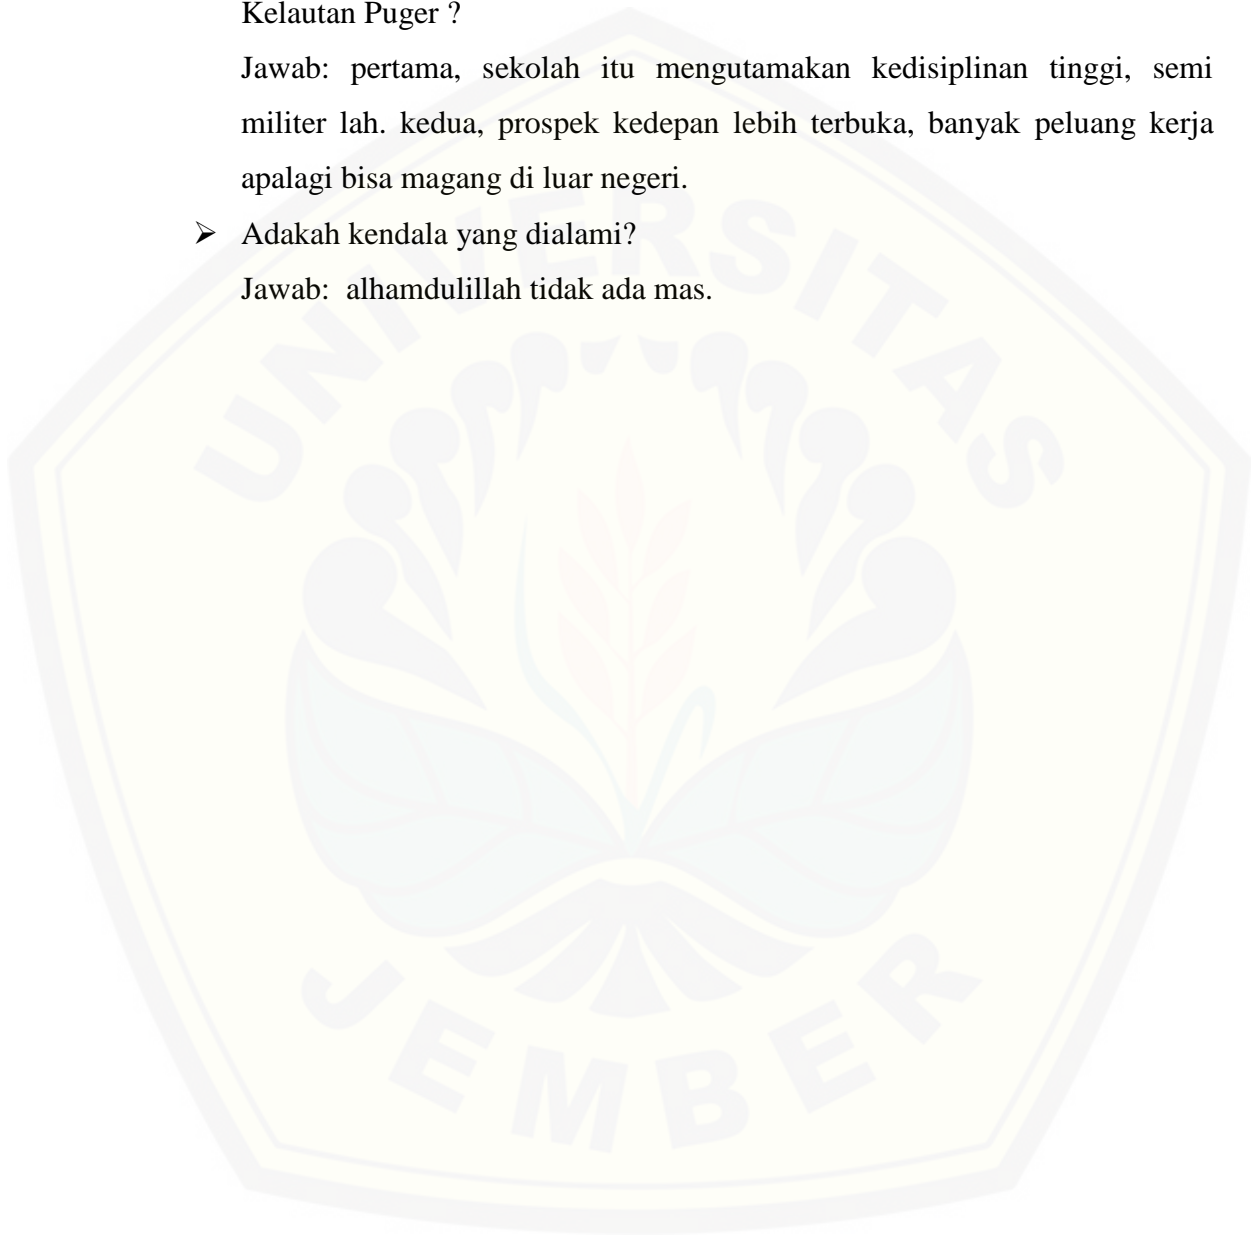 Kelautan Puger ?
Jawab: pertama, sekolah itu mengutamakan kedisiplinan tinggi, semi
militer lah. kedua, prospek kedepan lebih terbuka, banyak peluang kerja
apalagi bisa magang di luar negeri.
➢ Adakah kendala yang dialami?
Jawab:  alhamdulillah tidak ada mas.
UNIVERSITAS
JEMBER